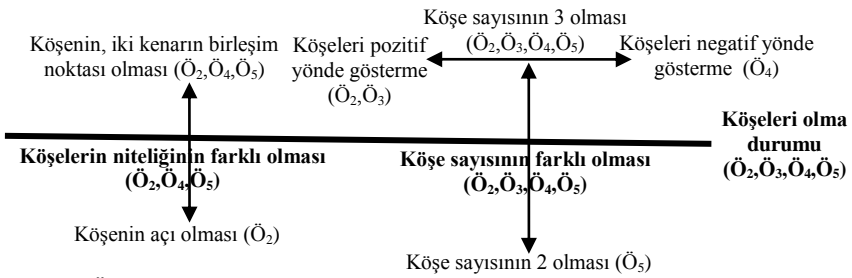 Köşe sayısının 3 olması
(Ö₂,Ö₃,Ö₄,Ö₅)
Köşenin, iki kenarın birleşim
noktası olması (Ö₂,Ö₄,Ö₅)
Köşeleri pozitif
yönde gösterme
(Ö₂,Ö₃)
Köşeleri negatif yönde
gösterme (Ö₄)
Köşeleri olma
durumu
(Ö₂,Ö₃,Ö₄,Ö₅)
Köşelerin niteliğinin farklı olması
(Ö₂,Ö₄,Ö₅)
Köşe sayısının farklı olması
(Ö₂,Ö₃,Ö₄,Ö₅)
Köşenin açı olması (Ö₂)
Köşe sayısının 2 olması (Ö₅)